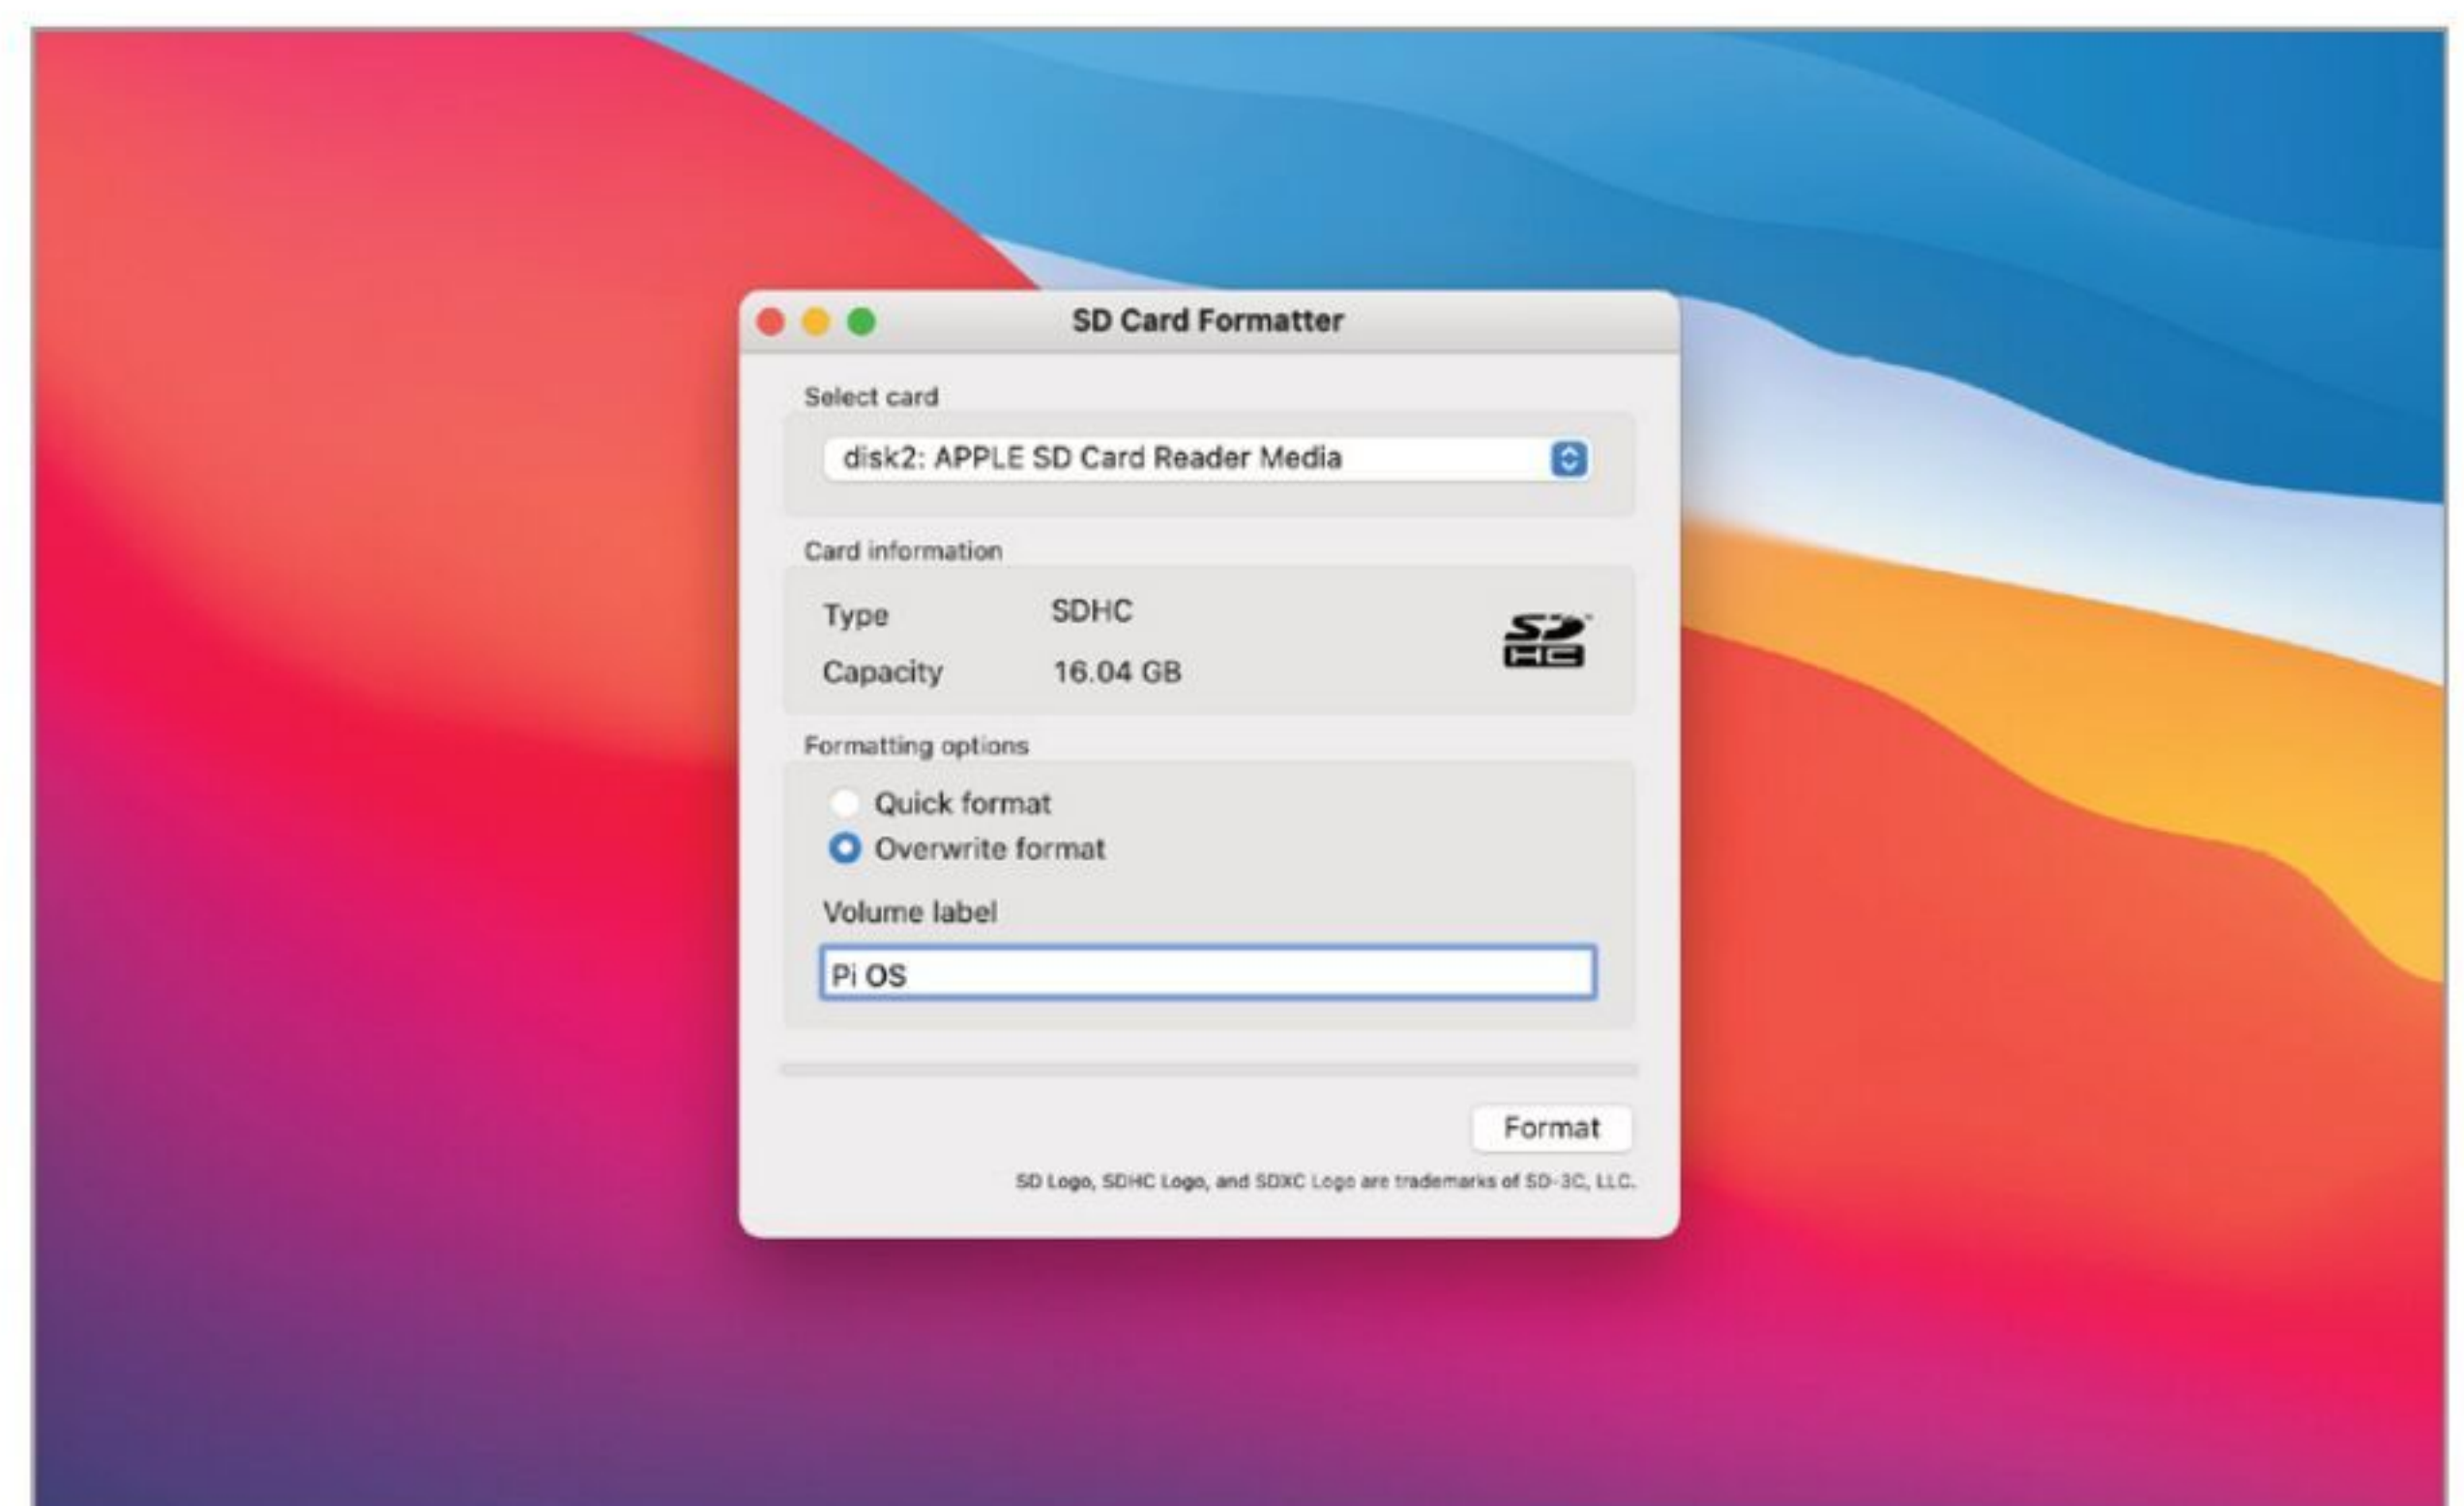 SD Card Formatter
Select card
disk2: APPLE SD Card Reader Media
Card information
Type SDHC
SD
HC
Capacity 16.04 GB
Formatting options
Quick format
Overwrite format
Volume label
Pi OS
Format
SD Logo, SDHC Logo, and SDXC Logo are trademarks of SD-3C, LLC.